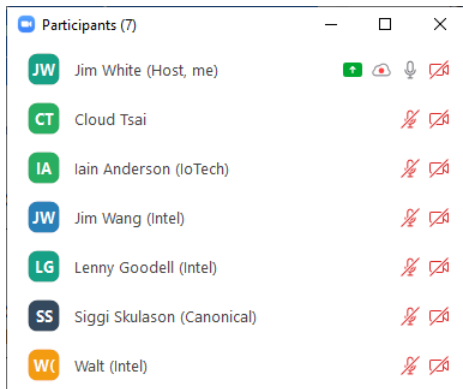 Participants (7)
JW Jim White (Host, me)
CT Cloud Tsai
IA Iain Anderson (IoTech)
JW Jim Wang (Intel)
LG Lenny Goodell (Intel)
SS Siggi Skulason (Canonical)
W( Walt (Intel)